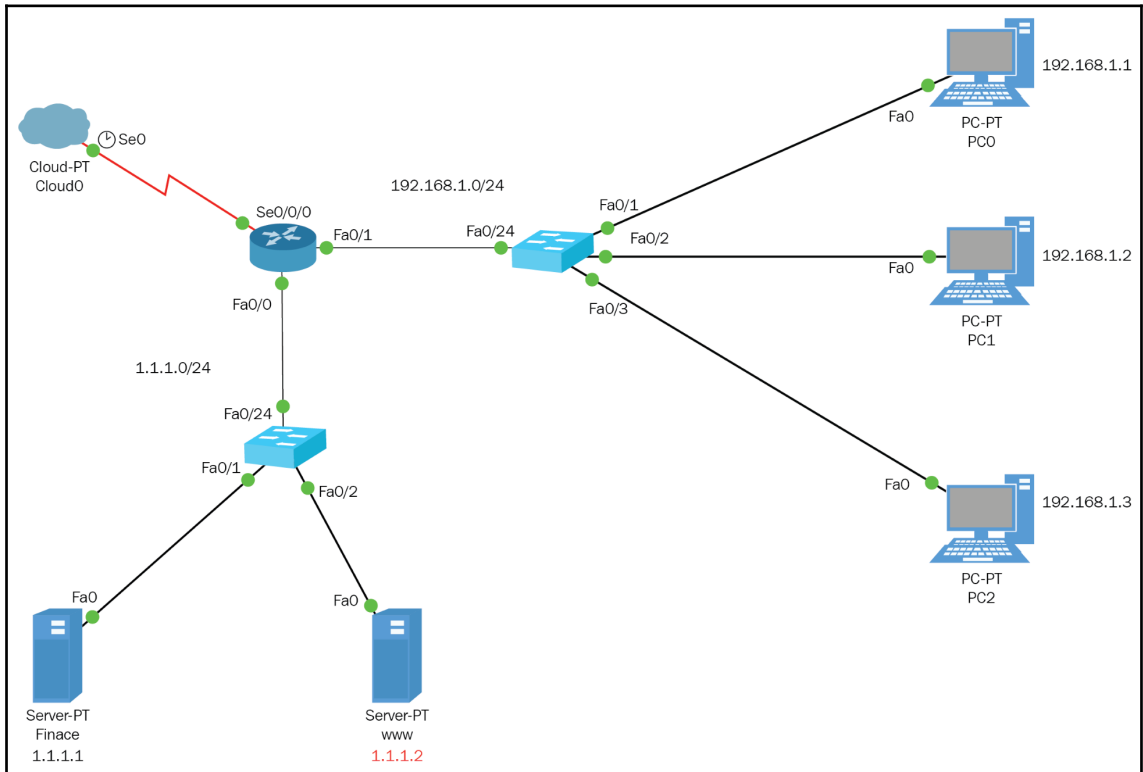 192.168.1.1
Fa0
PC-PT
PC0
Se0
Cloud-PT
Cloud0
192.168.1.0/24
Se0/0/0
Fa0/1
Fa0/24
Fa0/1
Fa0/2
Fa0/3
Fa0
192.168.1.2
PC-PT
PC1
Fa0/0
1.1.1.0/24
Fa0/24
Fa0/1
Fa0/2
Fa0
192.168.1.3
PC-PT
PC2
Fa0
Fa0
Server-PT
Finace
1.1.1.1
Server-PT
www
1.1.1.2